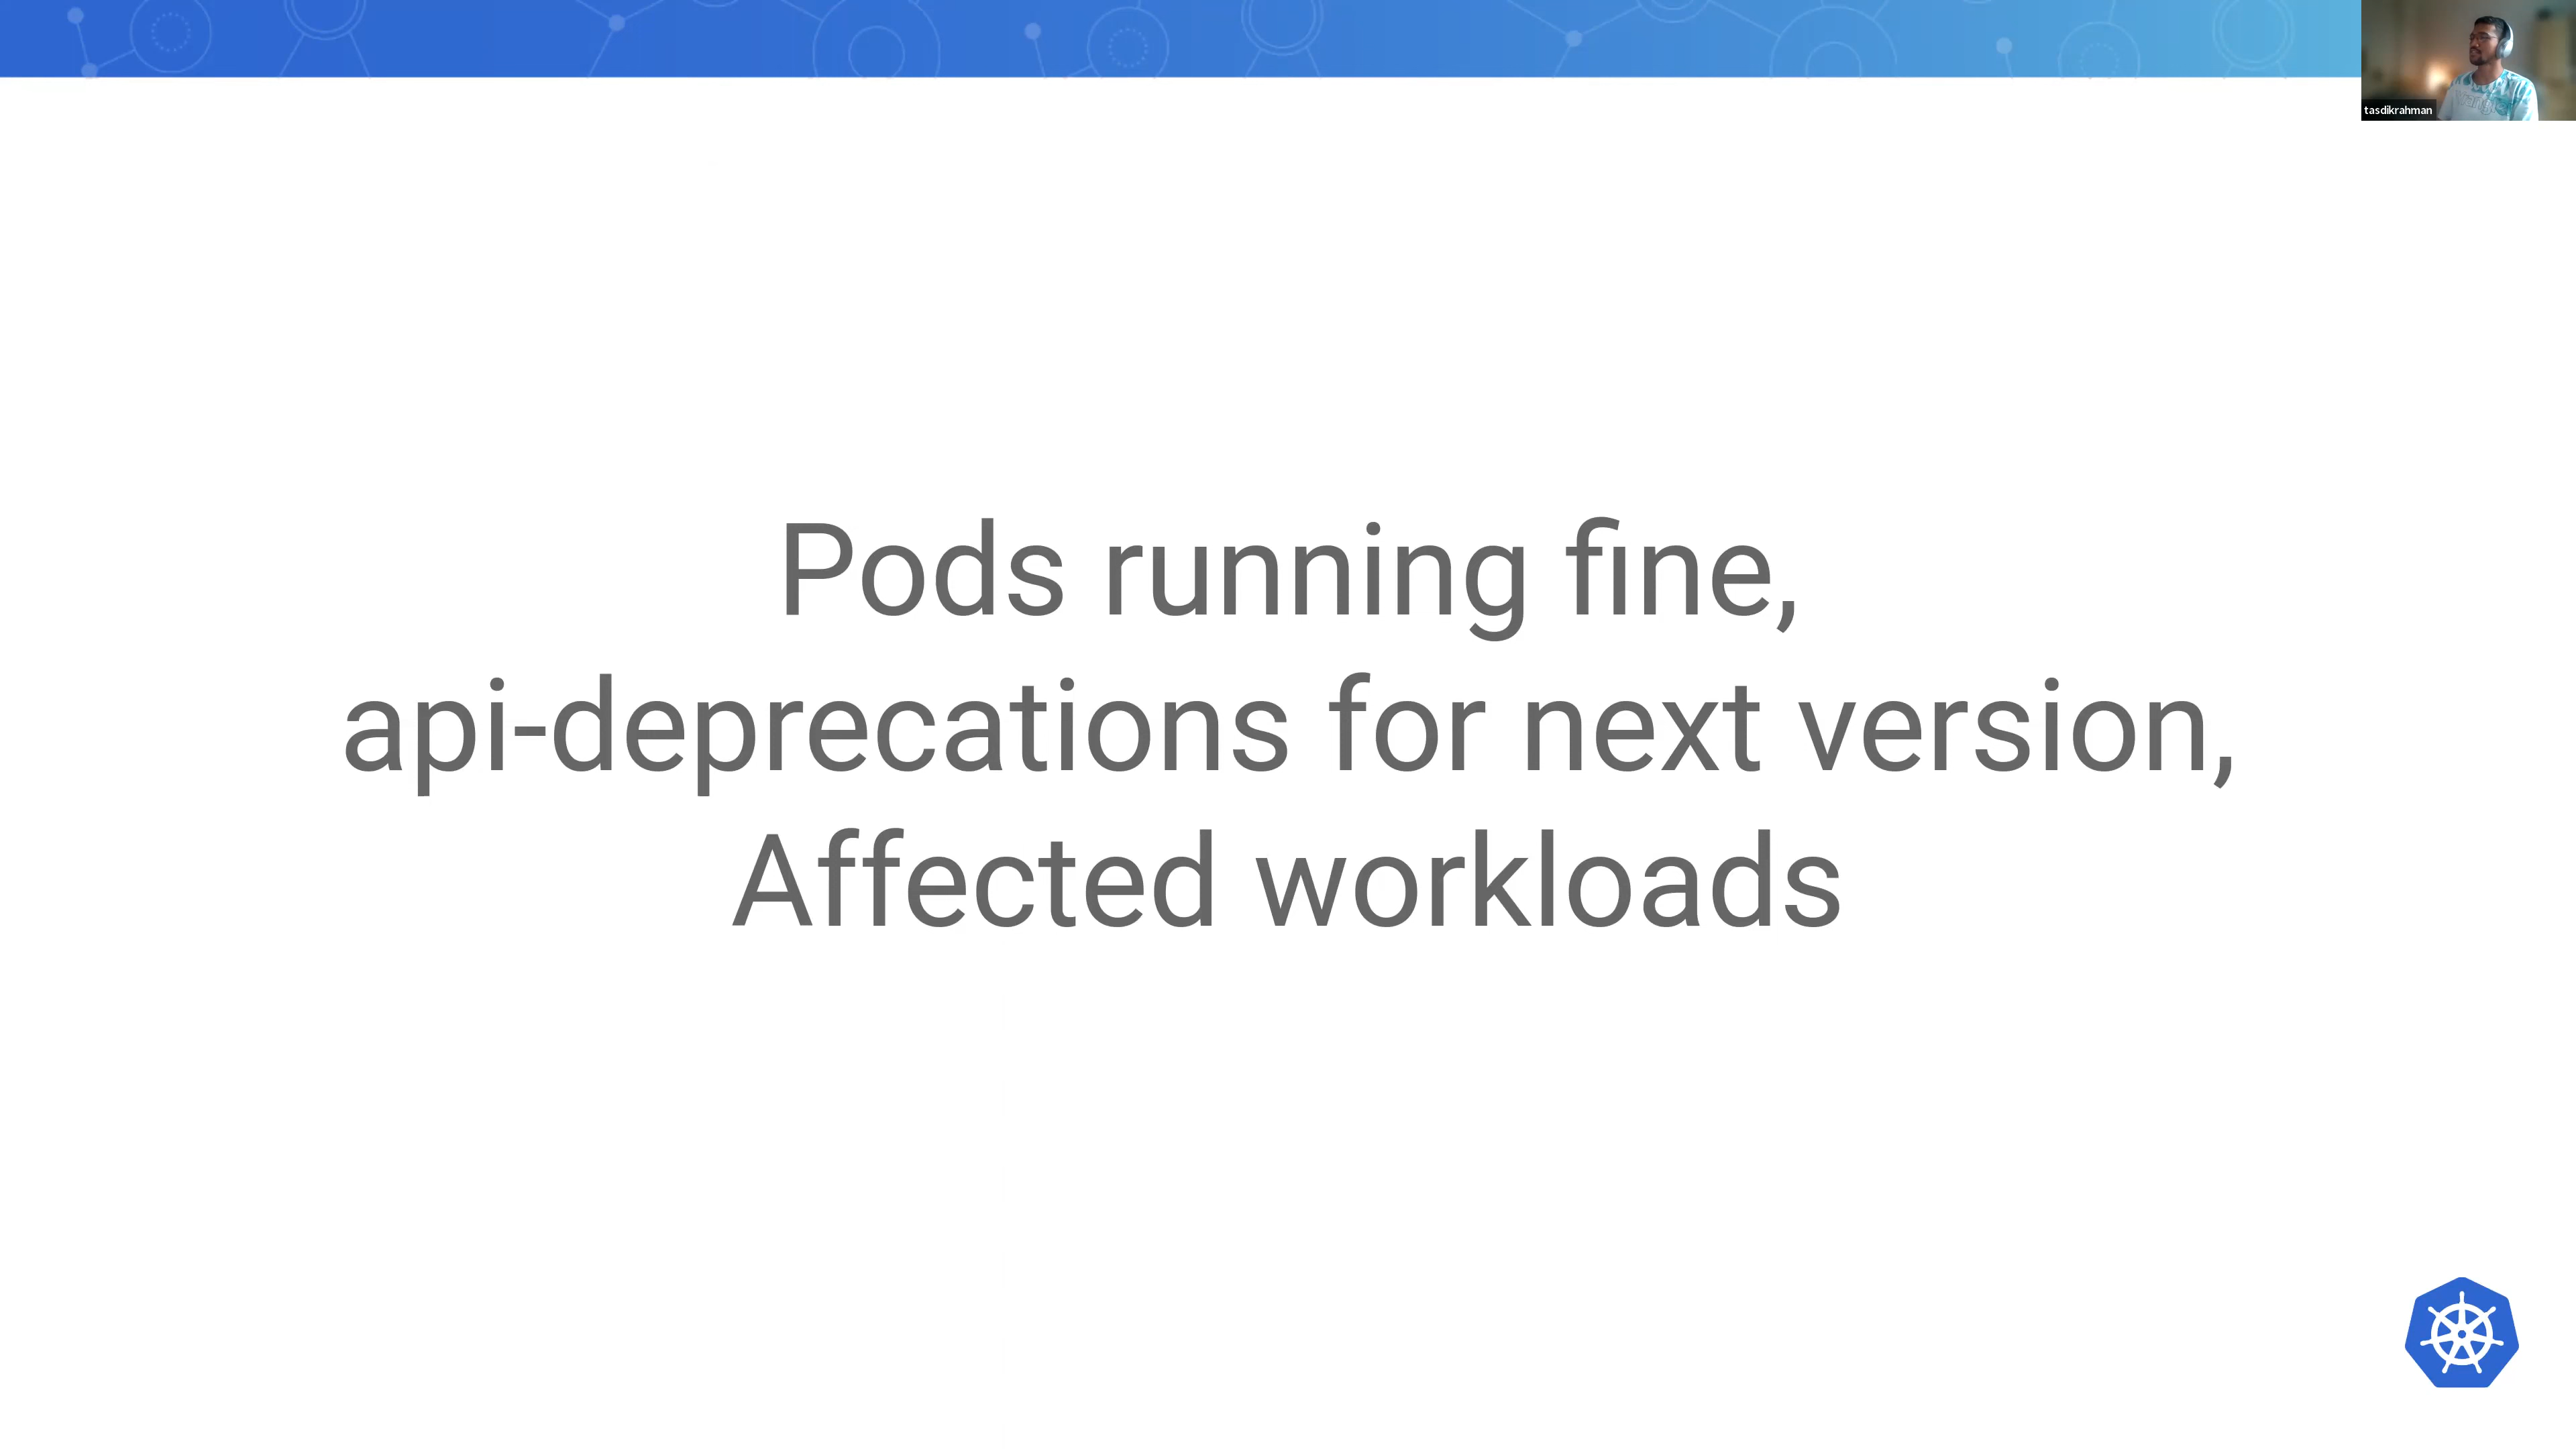 tasdikrahman
Pods running fine,
api-deprecations for next version,
Affected workloads